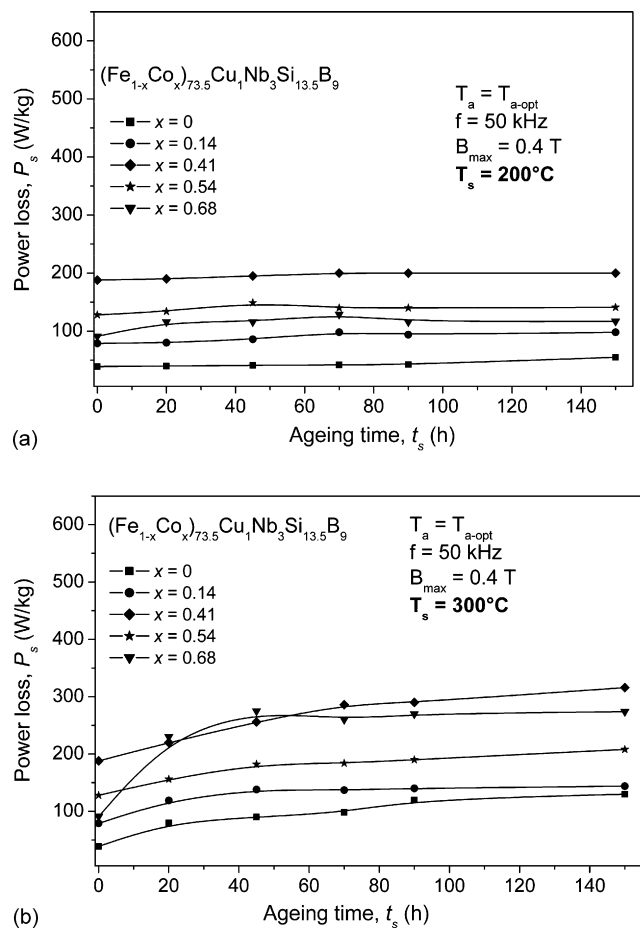 (a)
Power loss, Pₛ (W/kg)
600
500
400
300
200
100
(Fe₁₋ₓCoₓ)₇₃.₅Cu₁Nb₃Si₁₃.₅B₉
x = 0
x = 0.14
x = 0.41
x = 0.54
x = 0.68
Tₐ = Tₐ₋ₒₚₜ
f = 50 kHz
Bₘₐₓ = 0.4 T
Tₛ = 200°C
0 20 40 60 80 100 120 140
Ageing time, tₛ (h)
(b)
Power loss, Pₛ (W/kg)
600
500
400
300
200
100
(Fe₁₋ₓCoₓ)₇₃.₅Cu₁Nb₃Si₁₃.₅B₉
x = 0
x = 0.14
x = 0.41
x = 0.54
x = 0.68
Tₐ = Tₐ₋ₒₚₜ
f = 50 kHz
Bₘₐₓ = 0.4 T
Tₛ = 300°C
0 20 40 60 80 100 120 140
Ageing time, tₛ (h)